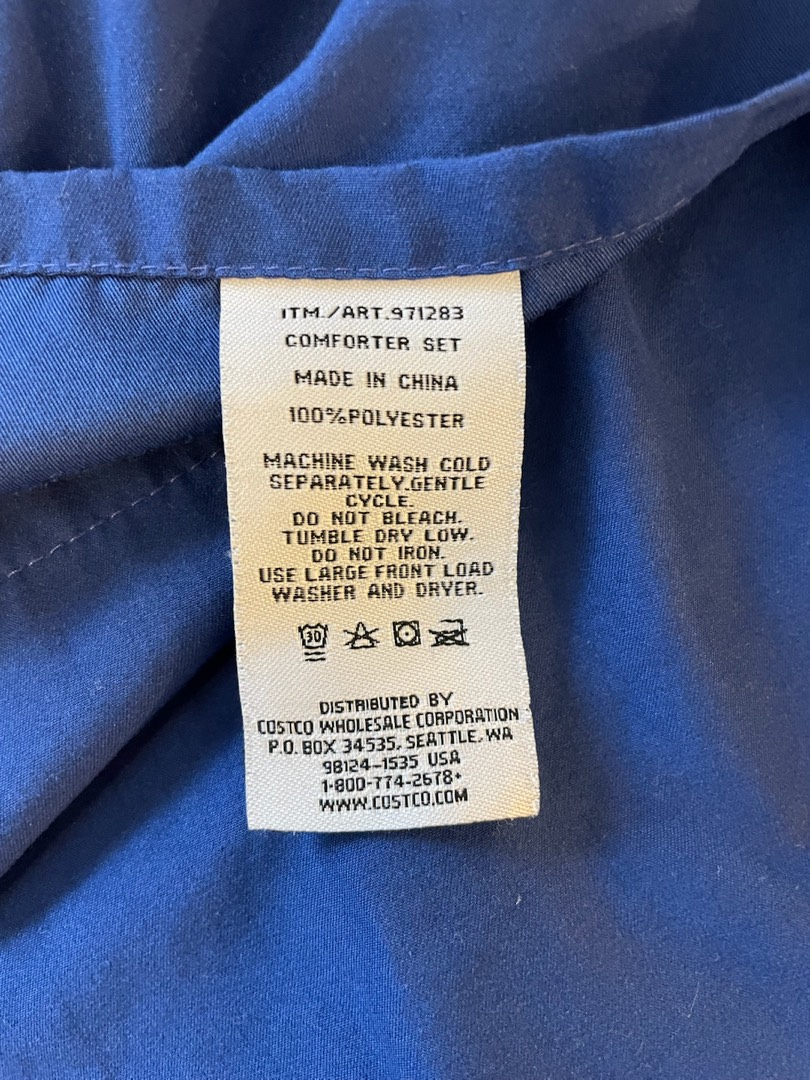 ITM./ART.971283
COMFORTER SET
MADE IN CHINA
100%POLYESTER
MACHINE WASH COLD
SEPARATELY.GENTLE
CYCLE.
DO NOT BLEACH.
TUMBLE DRY LOW.
DO NOT IRON.
USE LARGE FRONT LOAD
WASHER AND DRYER.
30
DISTRIBUTED BY
COSTCO WHOLESALE CORPORATION
P.O. BOX 34535, SEATTLE, WA
98124-1535 USA
1-800-774-2678+
WWW.COSTCO.COM